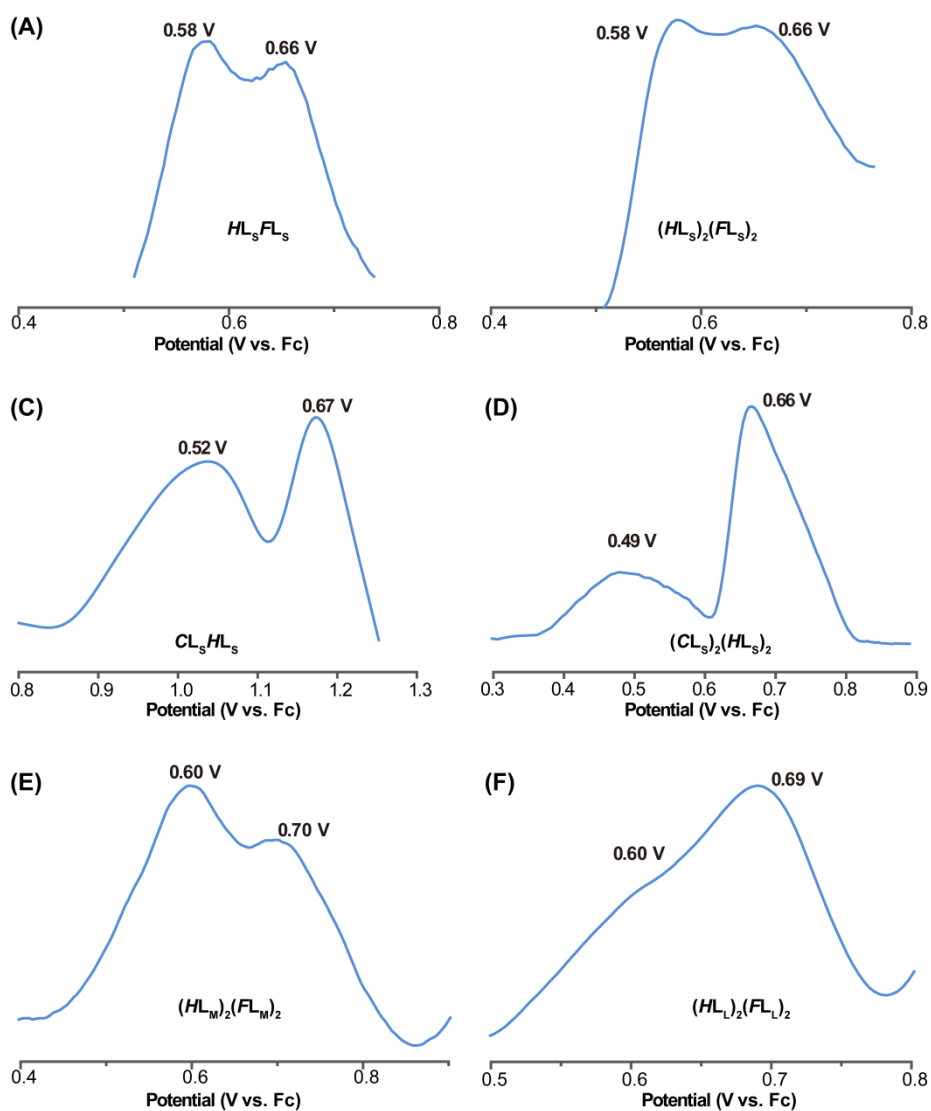 (A)
0.58 V
0.66 V
HLSFLS
0.4 0.6 0.8
Potential (V vs. Fc)
0.58 V
0.66 V
(HLS)2(FLS)2
0.4 0.6 0.8
Potential (V vs. Fc)
(C)
0.52 V
0.67 V
CLSHLS
0.8 0.9 1.0 1.1 1.2 1.3
Potential (V vs. Fc)
(D)
0.49 V
0.66 V
(CLS)2(HLS)2
0.3 0.4 0.5 0.6 0.7 0.8 0.9
Potential (V vs. Fc)
(E)
0.60 V
0.70 V
(HLM)2(FLM)2
0.4 0.6 0.8
Potential (V vs. Fc)
(F)
0.60 V
0.69 V
(HLL)2(FLL)2
0.5 0.6 0.7 0.8
Potential (V vs. Fc)